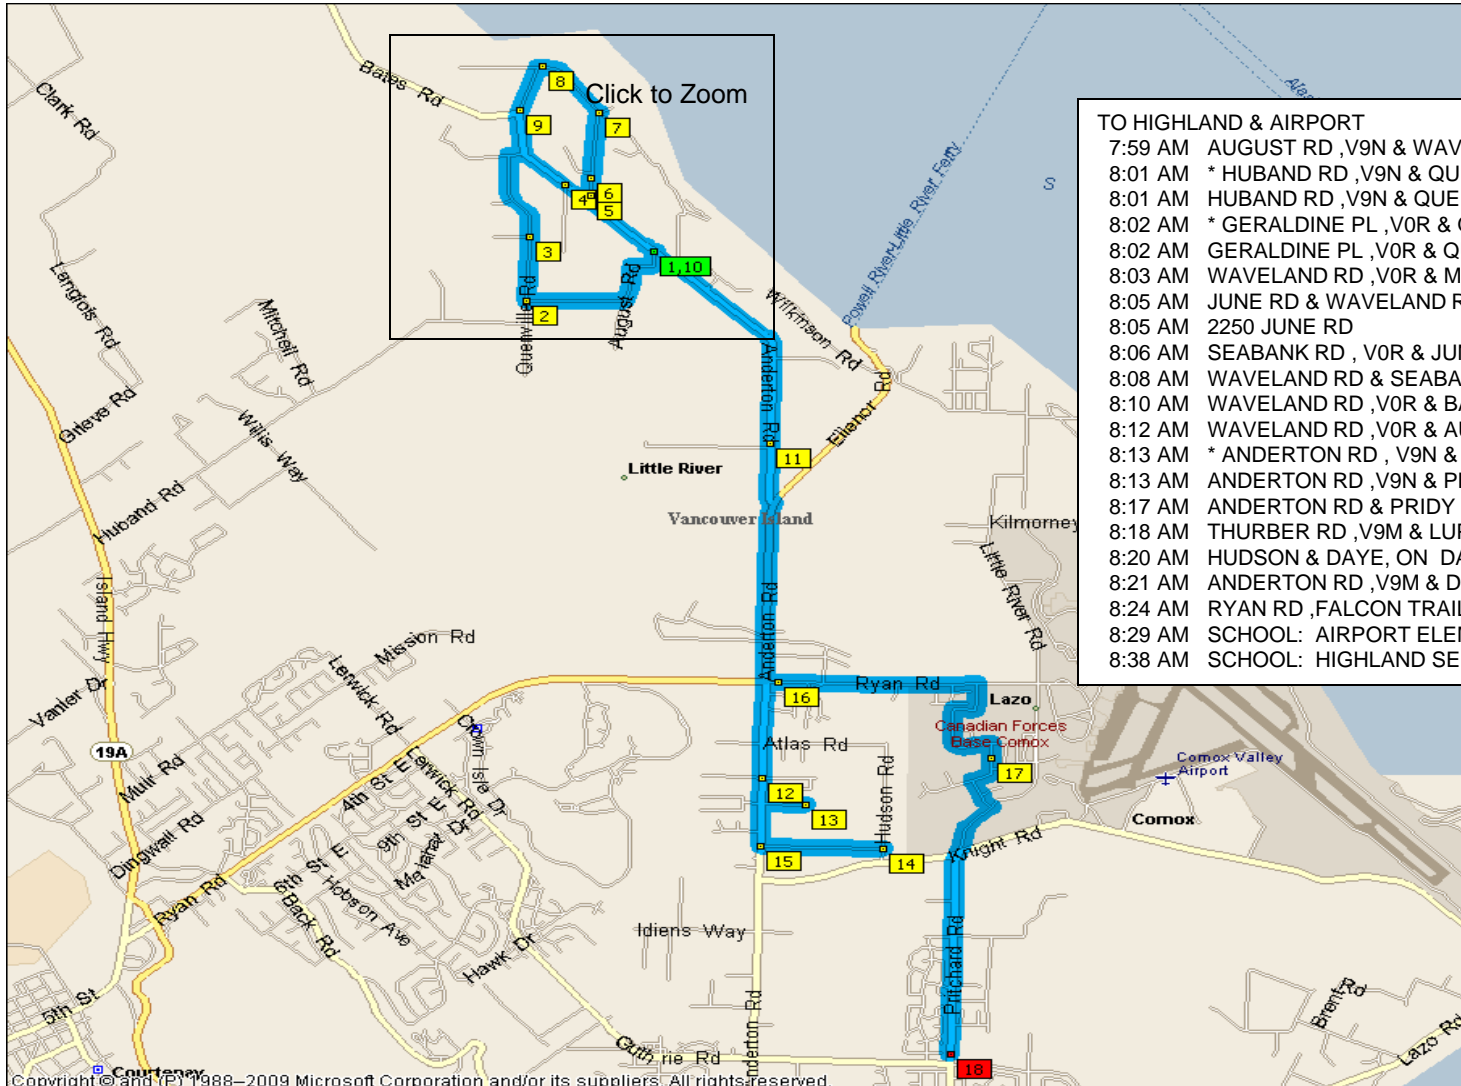 Bates Rd
Clark Rd
8
Click to Zoom
9
7
6
4
5
3
1,10
2
Quenville Rd
August Rd
Powell River-Little River Ferry
S
Langlois Rd
Mitchell Rd
Grieve Rd
Willis Way
Huband Rd
Wilkinson Rd
Anderton Rd
Ellenor Rd
11
Little River
Vancouver Island
Kilmorney
Little River Rd
TO HIGHLAND & AIRPORT
7:59 AM AUGUST RD ,V9N & WAV
8:01 AM * HUBAND RD ,V9N & QU
8:01 AM HUBAND RD ,V9N & QUE
8:02 AM * GERALDINE PL ,V0R &
8:02 AM GERALDINE PL ,V0R & Q
8:03 AM WAVELAND RD ,V0R & M
8:05 AM JUNE RD & WAVELAND R
8:05 AM 2250 JUNE RD
8:06 AM SEABANK RD , V0R & JU
8:08 AM WAVELAND RD & SEABA
8:10 AM WAVELAND RD ,V0R & BA
8:12 AM WAVELAND RD ,V0R & AU
8:13 AM * ANDERTON RD , V9N &
8:13 AM ANDERTON RD ,V9N &
8:17 AM ANDERTON RD & PRIDY
8:18 AM THURBER RD ,V9M &
8:20 AM HUDSON & DAYE, ON DA
8:21 AM ANDERTON RD ,V9M & D
8:24 AM RYAN RD ,FALCON TRAIL
8:29 AM SCHOOL: AIRPORT ELE
8:38 AM SCHOOL: HIGHLAND SE
Island Hwy
Mission Rd
Lerwick Rd
Vanier Dr
19A
Muir Rd
Crown Isle Dr
Lerwick Rd
4th St E
9th St E
Malahat Dr
6th St E
Hobson Ave
Dingwall Rd
Ryan Rd
Back Rd
Hawk Dr
5th St
Courtenay
Guthrie Rd
Anderton Rd
Ryan Rd
16
Lazo
Canadian Forces
Base Comox
Atlas Rd
17
Comox Valley
Airport
12
13
Hudson Rd
Comox
15
14
Knight Rd
Idiens Way
Pritchard Rd
Anderton Rd
18
Brent Rd
Lazo Rd
Copyright © and (P) 1988–2009 Microsoft Corporation and/or its suppliers. All rights reserved.